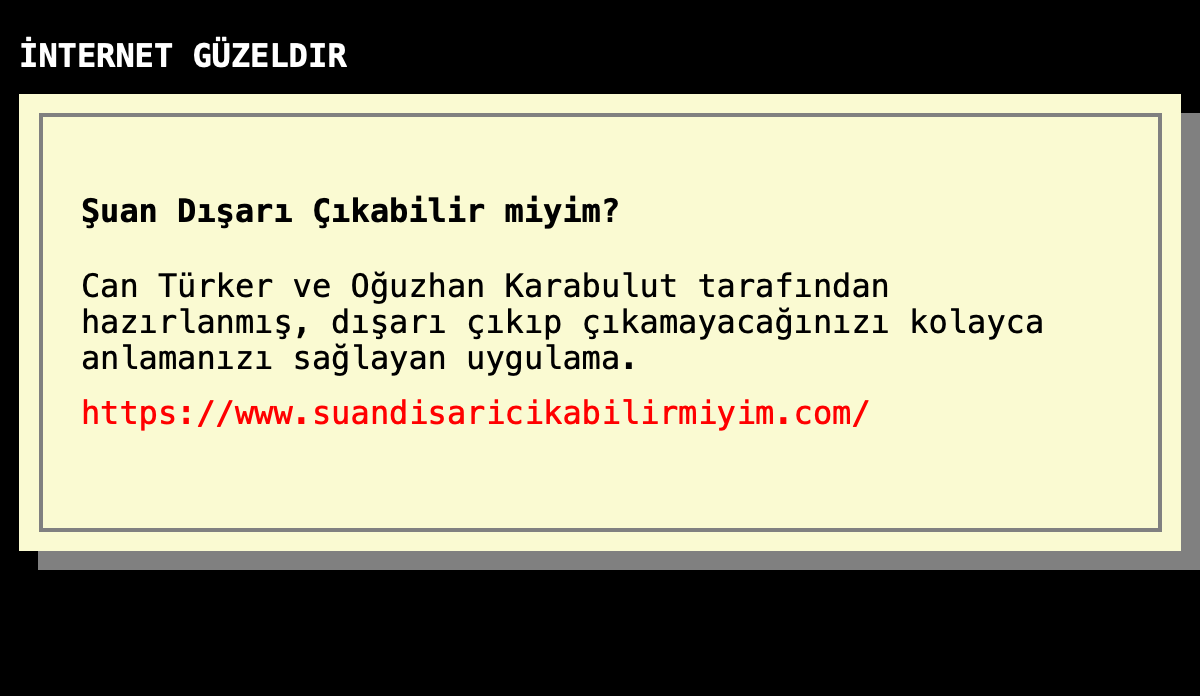 İNTERNET GÜZELDIR
Şuan Dışarı Çıkabilir miyim?
Can Türker ve Oğuzhan Karabulut tarafından
hazırlanmış, dışarı çıkıp çıkamayacağınızı kolayca
anlamanızı sağlayan uygulama.
https://www.suandisaricikabilirmiyim.com/